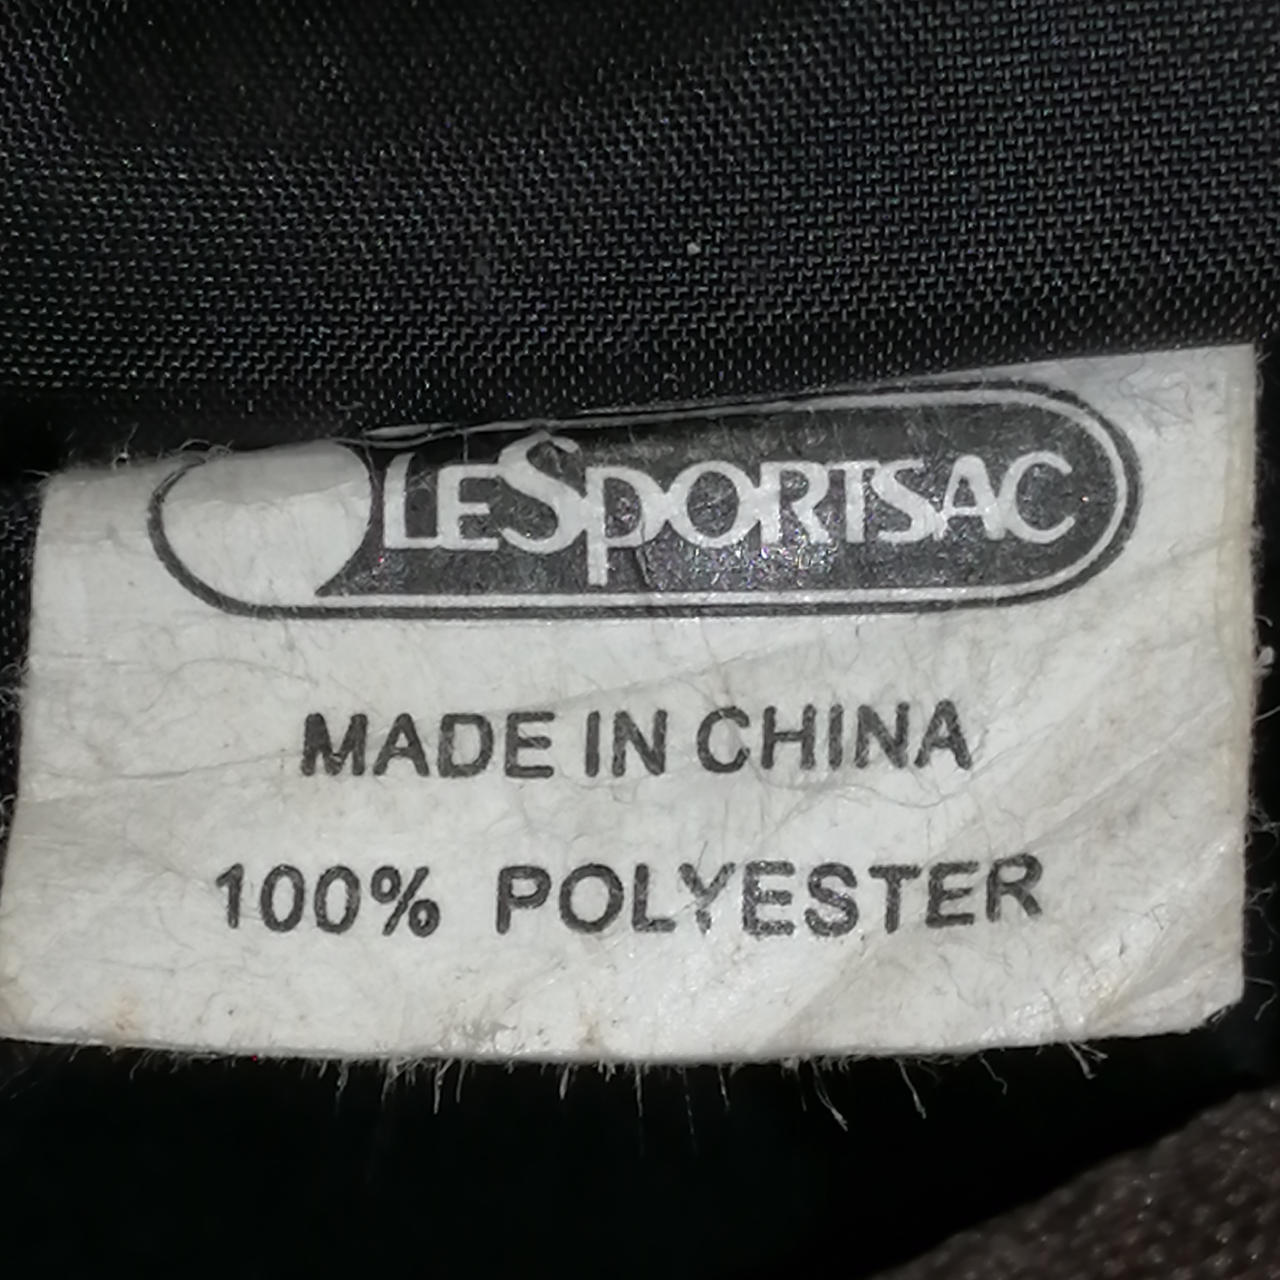 LESPORTSAC
MADE IN CHINA
100% POLYESTER